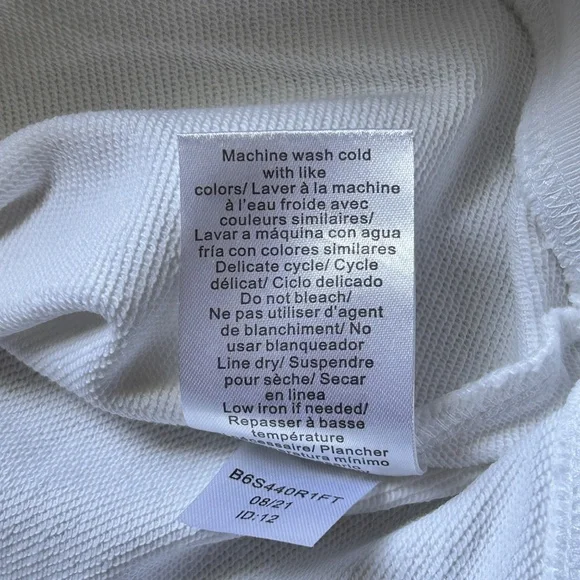 Machine wash cold
with like
colors/ Laver à la machine
à l'eau froide avec
couleurs similaires/
Lavar a máquina con agua
fría con colores similares
Delicate cycle/ Cycle
délicat/ Ciclo delicado
Do not bleach/
Ne pas utiliser d'agent
de blanchiment/ No
usar blanqueador
Line dry/ Suspendre
pour sèche/ Secar
en linea
Low iron if needed/
Repasser à basse
température
/ Plancher
mínimo
B6S440R1FT
08/21
ID:12